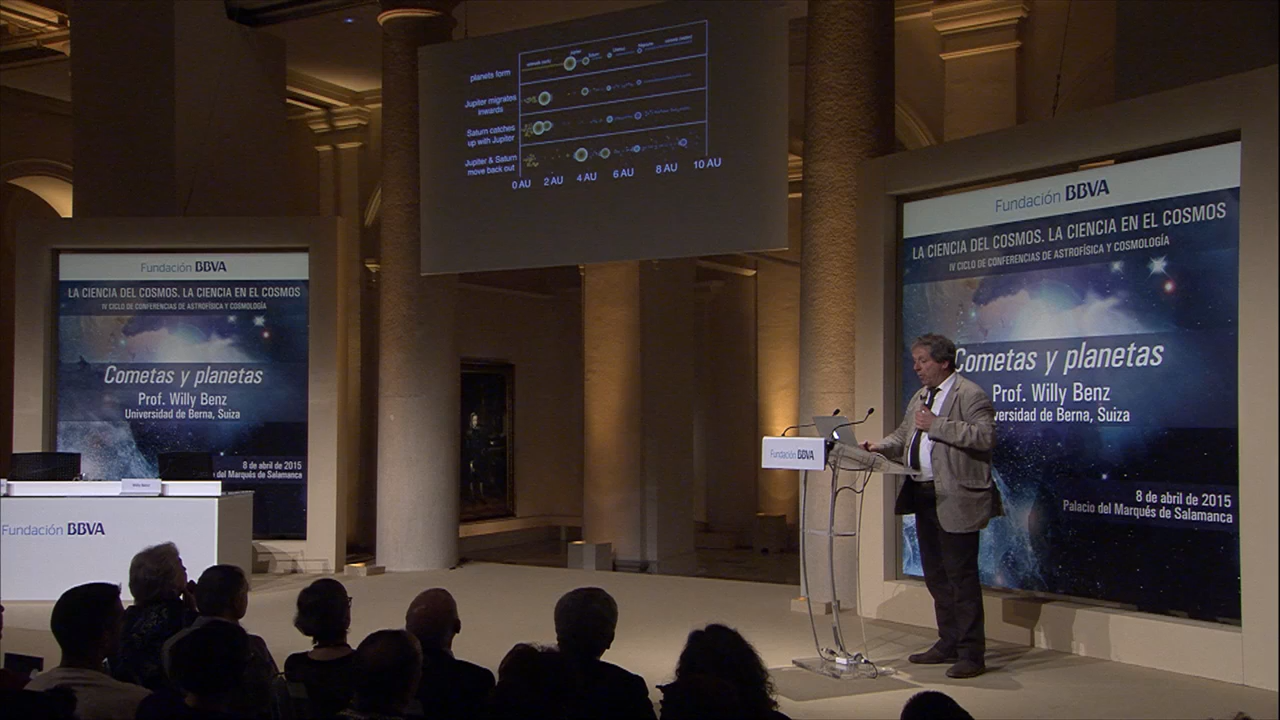 planets form
Jupiter migrates
inwards
Saturn catches
up with Jupiter
Jupiter & Saturn
move back out
0 AU 2 AU 4 AU 6 AU 8 AU 10 AU
Fundación BBVA
LA CIENCIA DEL COSMOS. LA CIENCIA EN EL COSMOS
IV CICLO DE CONFERENCIAS DE ASTROFÍSICA Y COSMOLOGÍA
Cometas y planetas
Prof. Willy Benz
Universidad de Berna, Suiza
8 de abril de 2015
del Marqués de Salamanca
Fundación BBVA
Fundación BBVA
LA CIENCIA DEL COSMOS. LA CIENCIA EN EL COSMOS
IV CICLO DE CONFERENCIAS DE ASTROFÍSICA Y COSMOLOGÍA
Cometas y planetas
Prof. Willy Benz
versidad de Berna, Suiza
8 de abril de 2015
Palacio del Marqués de Salamanca
Fundación BBVA